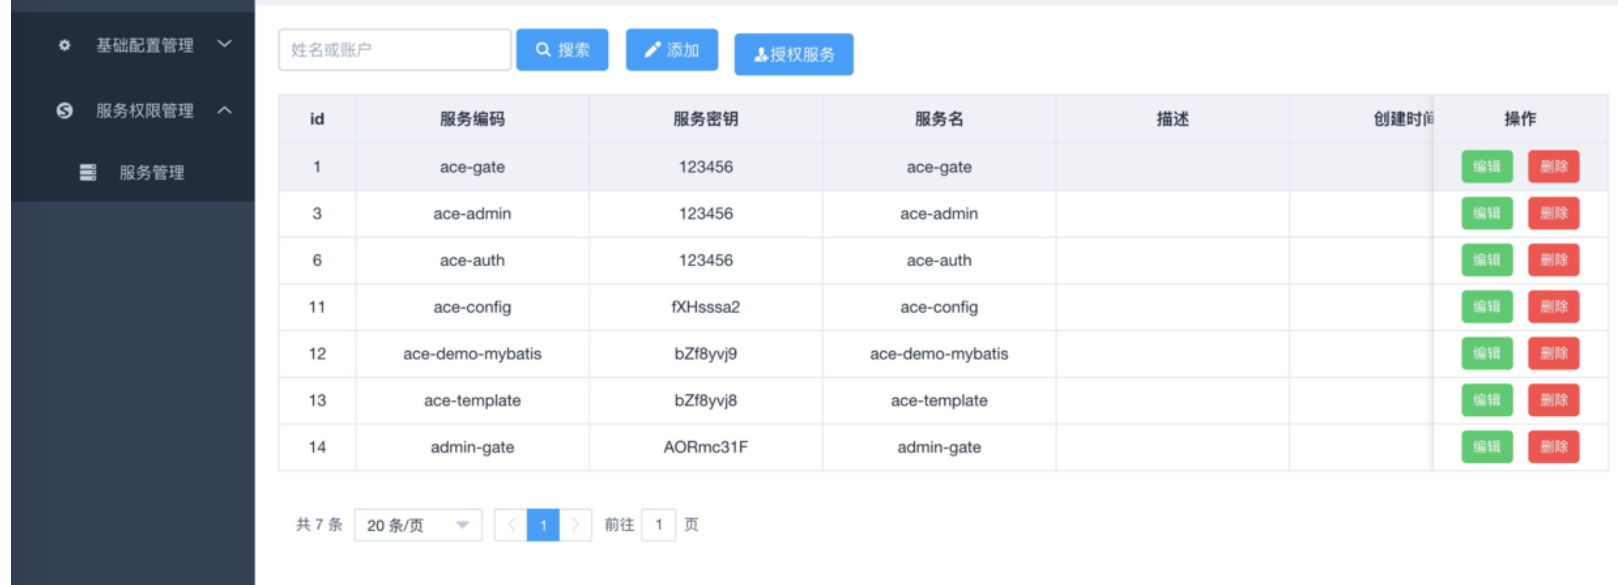 基础配置管理
服务权限管理
服务管理
姓名或账户 搜索 添加 授权服务
id 服务编码 服务密钥 服务名 描述 创建时间 操作
1 ace-gate 123456 ace-gate 编辑 删除
3 ace-admin 123456 ace-admin 编辑 删除
6 ace-auth 123456 ace-auth 编辑 删除
11 ace-config fXHsssa2 ace-config 编辑 删除
12 ace-demo-mybatis bZf8yvj9 ace-demo-mybatis 编辑 删除
13 ace-template bZf8yvj8 ace-template 编辑 删除
14 admin-gate AORmc31F admin-gate 编辑 删除
共 7 条 20 条/页 1 前往 1 页